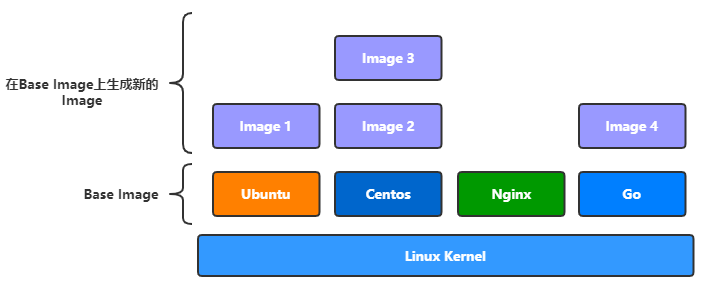 Image 3
在Base Image上生成新的
Image
Image 1
Image 2
Image 4
Base Image
Ubuntu
Centos
Nginx
Go
Linux Kernel